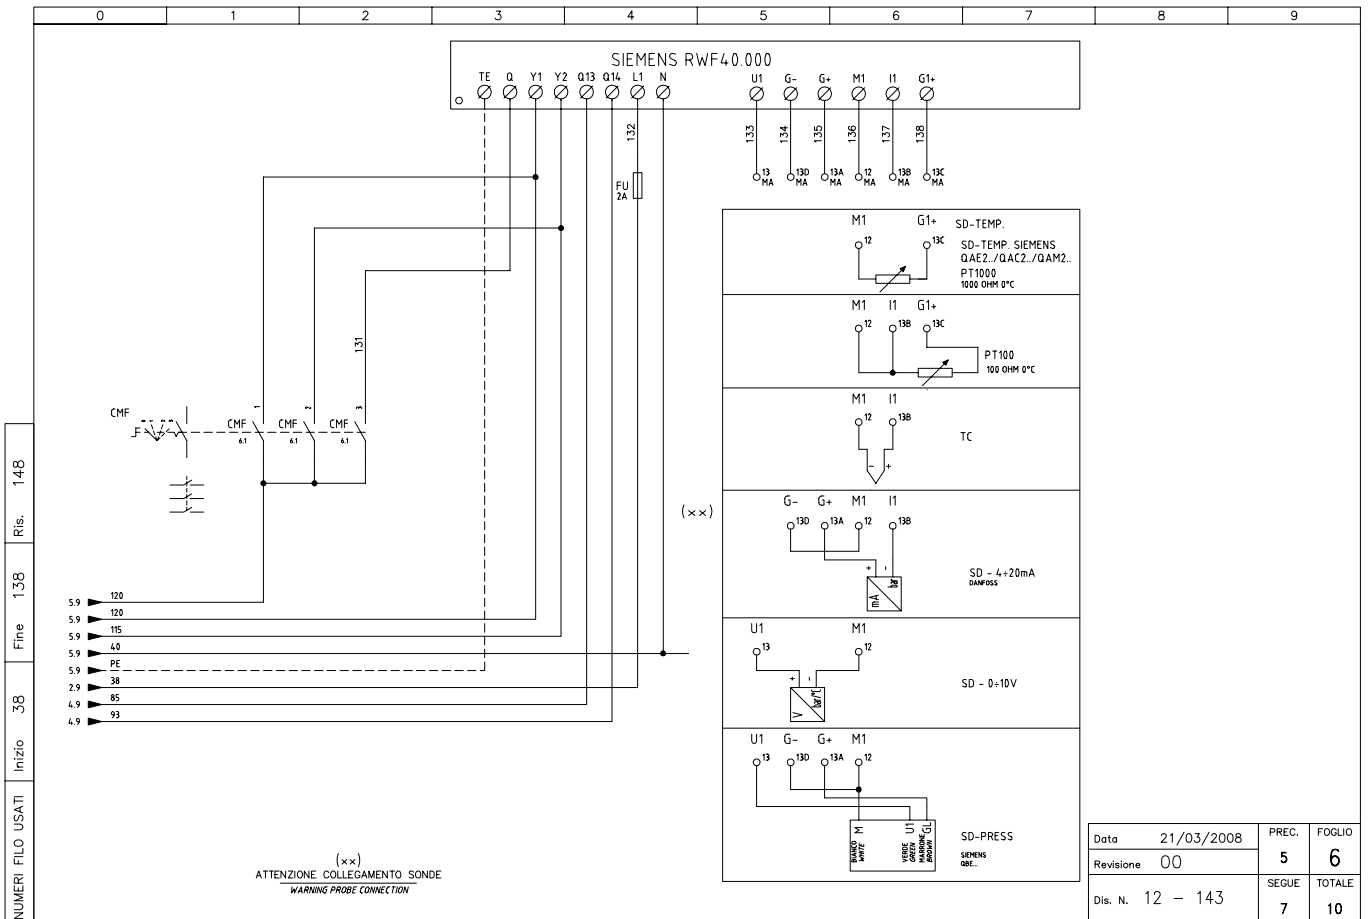 0 1 2 3 4 5 6 7 8 9
SIEMENS RWF40.000
TE Q Y1 Y2 Q13 Q14 L1 N U1 G- G+ M1 I1 G1+
132 133 134 135 136 137 138
13 13D 13A 12 13B 13C
MA MA MA MA MA MA
FU
2A
M1 G1+ SD-TEMP.
12 13C
SD-TEMP. SIEMENS
QAE2../QAC2../QAM2..
PT1000
1000 OHM 0°C
M1 I1 G1+
12 13B 13C
PT100
100 OHM 0°C
131
M1 I1
12 13B
TC
- +
CMF
1 2 3
CMF CMF CMF
6.1 6.1 6.1
(xx)
G- G+ M1 I1
13D 13A 12 13B
+ -
mA bar
SD - 4÷20mA
DANFOSS
U1 M1
13 12
+ -
V bar/°C
SD - 0÷10V
U1 G- G+ M1
13 13D 13A 12
M U1 GL
BIANCO
WHITE
VERDE
GREEN
MARRONE
BROWN
SD-PRESS
SIEMENS
QBE...
5.9 120
5.9 120
5.9 115
5.9 40
5.9 PE
2.9 38
4.9 85
4.9 93
(xx)
ATTENZIONE COLLEGAMENTO SONDE
WARNING PROBE CONNECTION
NUMERI FILO USATI Inizio 38 Fine 138 Ris. 148
Data 21/03/2008
Revisione 00
Dis. N. 12 - 143
PREC. FOGLIO
5 6
SEGUE TOTALE
7 10